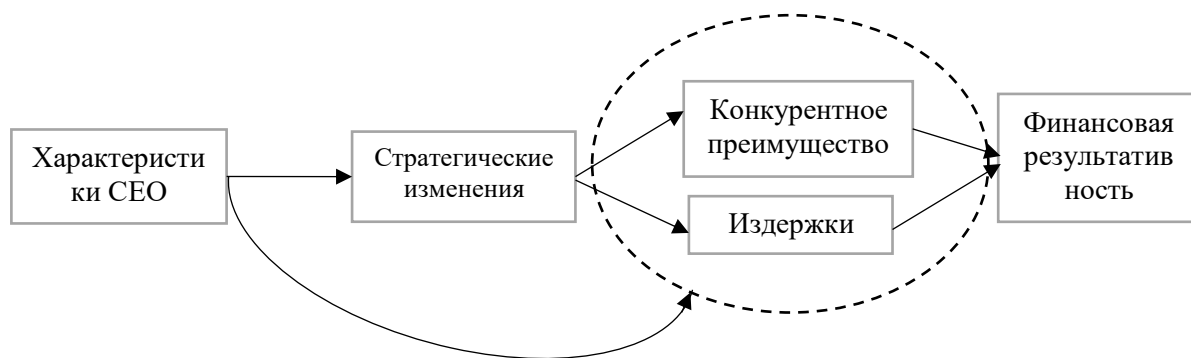 Характеристи
ки CEO
Стратегические
изменения
Конкурентное
преимущество
Издержки
Финансовая
результатив
ность